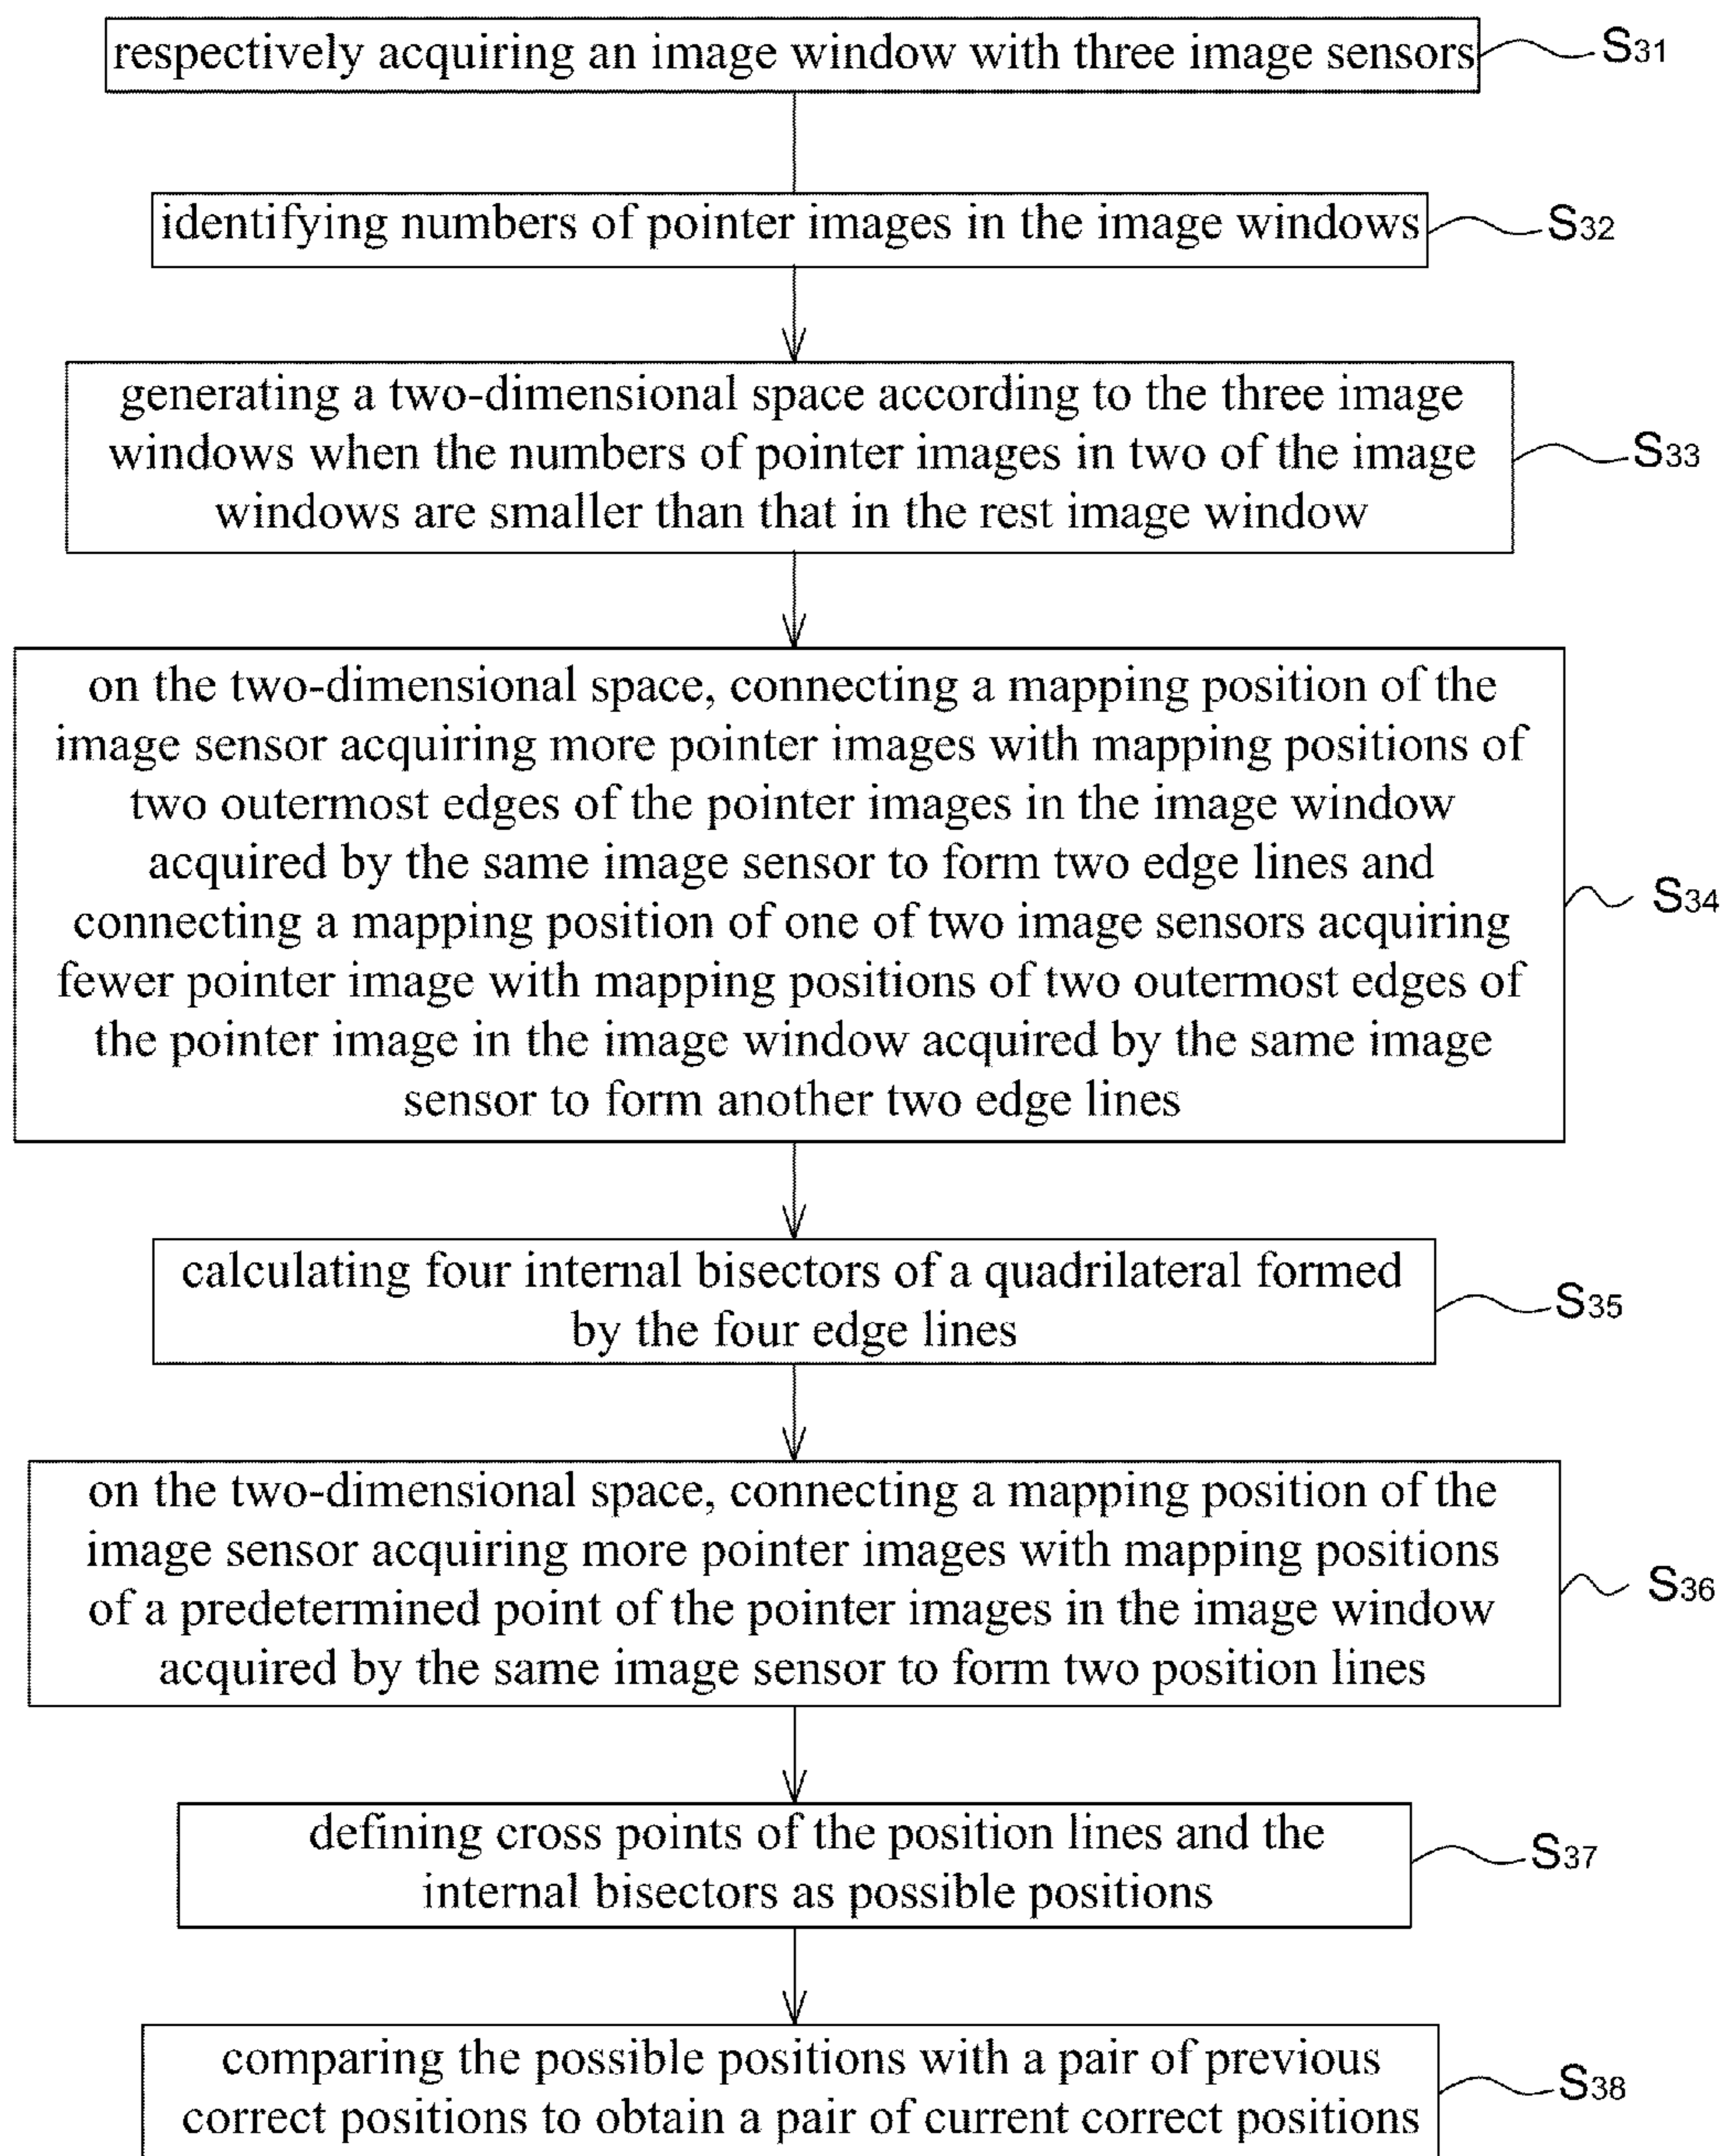 respectively acquiring an image window with three image sensors
S31
identifying numbers of pointer images in the image windows
S32
generating a two-dimensional space according to the three image
windows when the numbers of pointer images in two of the image
windows are smaller than that in the rest image window
S33
on the two-dimensional space, connecting a mapping position of the
image sensor acquiring more pointer images with mapping positions of
two outermost edges of the pointer images in the image window
acquired by the same image sensor to form two edge lines and
connecting a mapping position of one of two image sensors acquiring
fewer pointer image with mapping positions of two outermost edges of
the pointer image in the image window acquired by the same image
sensor to form another two edge lines
S34
calculating four internal bisectors of a quadrilateral formed
by the four edge lines
S35
on the two-dimensional space, connecting a mapping position of the
image sensor acquiring more pointer images with mapping positions
of a predetermined point of the pointer images in the image window
acquired by the same image sensor to form two position lines
S36
defining cross points of the position lines and the
internal bisectors as possible positions
S37
comparing the possible positions with a pair of previous
correct positions to obtain a pair of current correct positions
S38